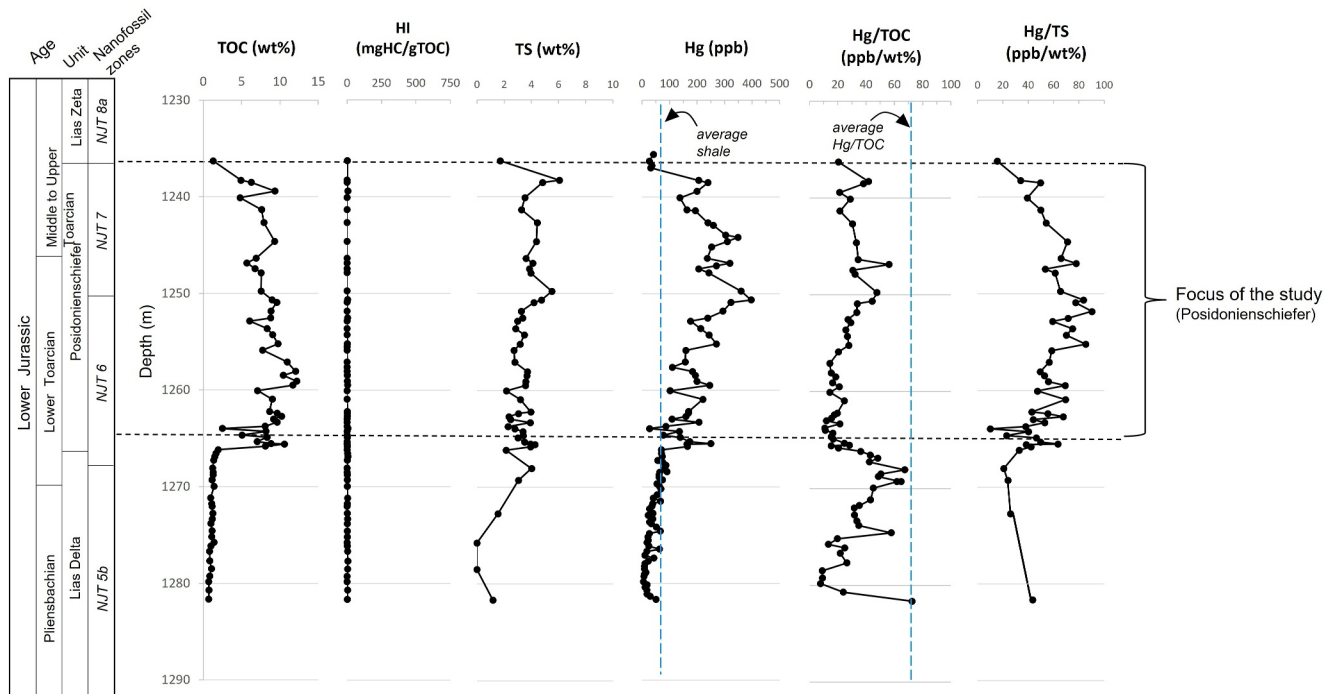 Age
Unit
Nanofossil
zones
TOC (wt%)
0 5 10 15
HI
(mgHC/gTOC)
0 250 500 750
TS (wt%)
0 2 4 6 8 10
Hg (ppb)
0 100 200 300 400 500
Hg/TOC
(ppb/wt%)
0 20 40 60 80 100
Hg/TS
(ppb/wt%)
0 20 40 60 80 100
Lower Jurassic
Middle to Upper
Toarcian
Lower Toarcian
Pliensbachian
Lias Zeta
Posidonienschiefer
Lias Delta
NJT 8a
NJT 7
NJT 6
NJT 5b
Depth (m)
1230
1240
1250
1260
1270
1280
1290
average
shale
average
Hg/TOC
Focus of the study
(Posidonienschiefer)